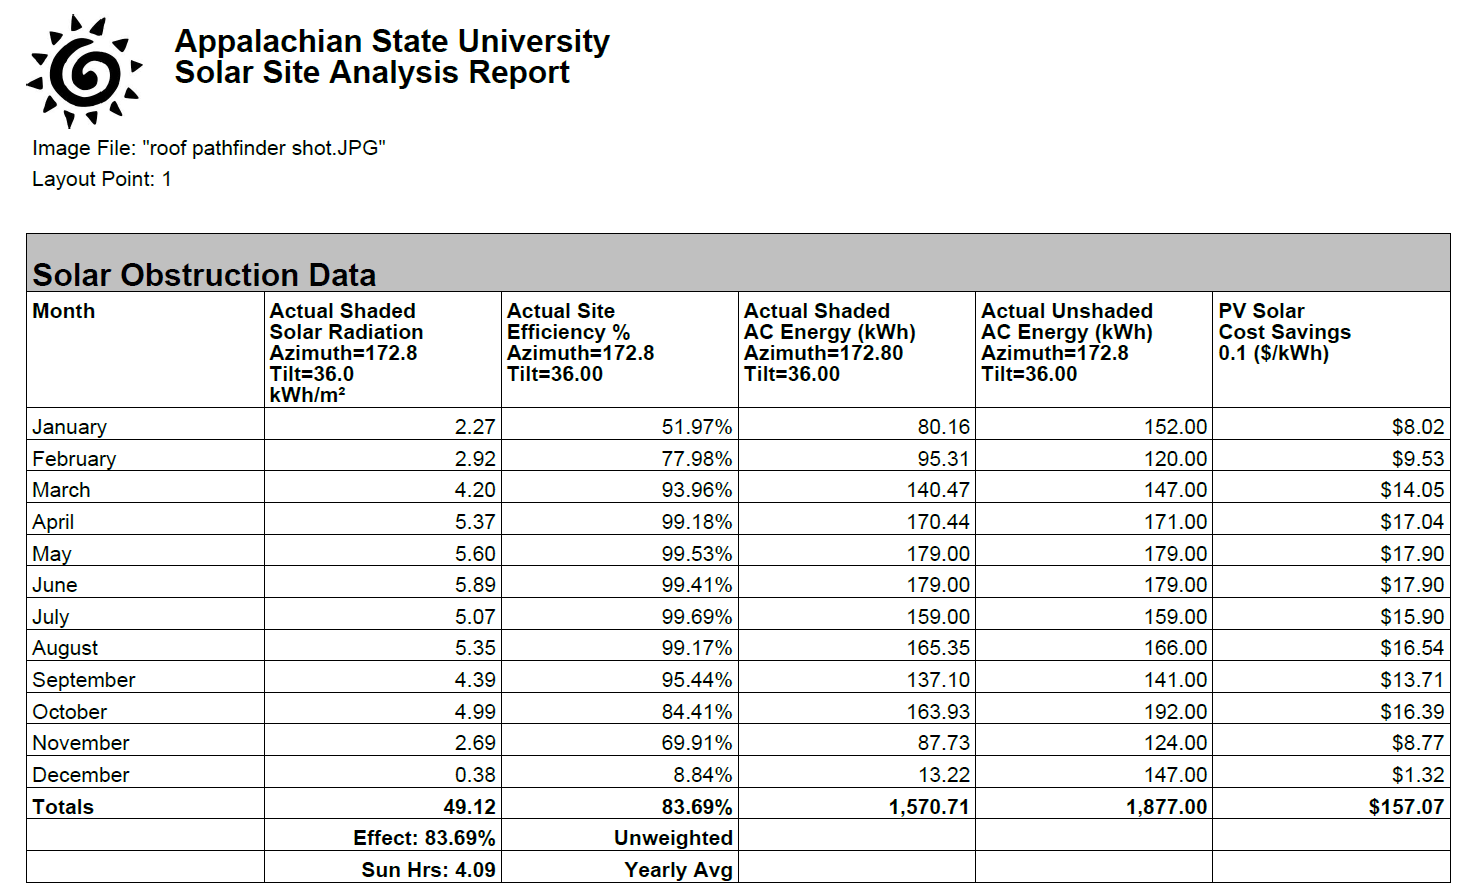 Appalachian State University
Solar Site Analysis Report
Image File: "roof pathfinder shot.JPG"
Layout Point: 1
Solar Obstruction Data
Month Actual Shaded Actual Site Actual Shaded Actual Unshaded PV Solar
Solar Radiation Efficiency % AC Energy (kWh) AC Energy (kWh) Cost Savings
Azimuth=172.8 Azimuth=172.8 Azimuth=172.80 Azimuth=172.8 0.1 ($/kWh)
Tilt=36.0 Tilt=36.00 Tilt=36.00 Tilt=36.00
kWh/m²
January 2.27 51.97% 80.16 152.00 $8.02
February 2.92 77.98% 95.31 120.00 $9.53
March 4.20 93.96% 140.47 147.00 $14.05
April 5.37 99.18% 170.44 171.00 $17.04
May 5.60 99.53% 179.00 179.00 $17.90
June 5.89 99.41% 179.00 179.00 $17.90
July 5.07 99.69% 159.00 159.00 $15.90
August 5.35 99.17% 165.35 166.00 $16.54
September 4.39 95.44% 137.10 141.00 $13.71
October 4.99 84.41% 163.93 192.00 $16.39
November 2.69 69.91% 87.73 124.00 $8.77
December 0.38 8.84% 13.22 147.00 $1.32
Totals 49.12 83.69% 1,570.71 1,877.00 $157.07
Effect: 83.69% Unweighted
Sun Hrs: 4.09 Yearly Avg